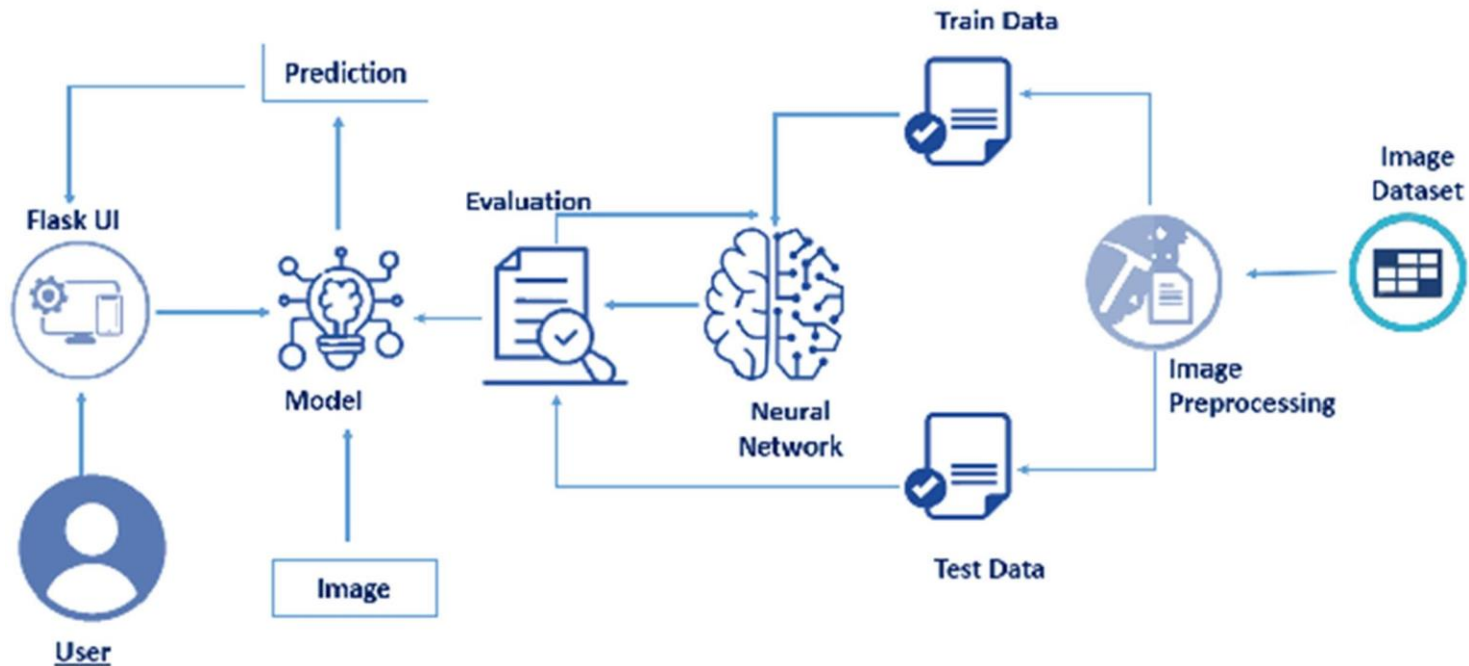 Train Data
Prediction
Image
Dataset
Evaluation
Flask UI
Model
Image
Preprocessing
Neural
Network
Image
Test Data
User